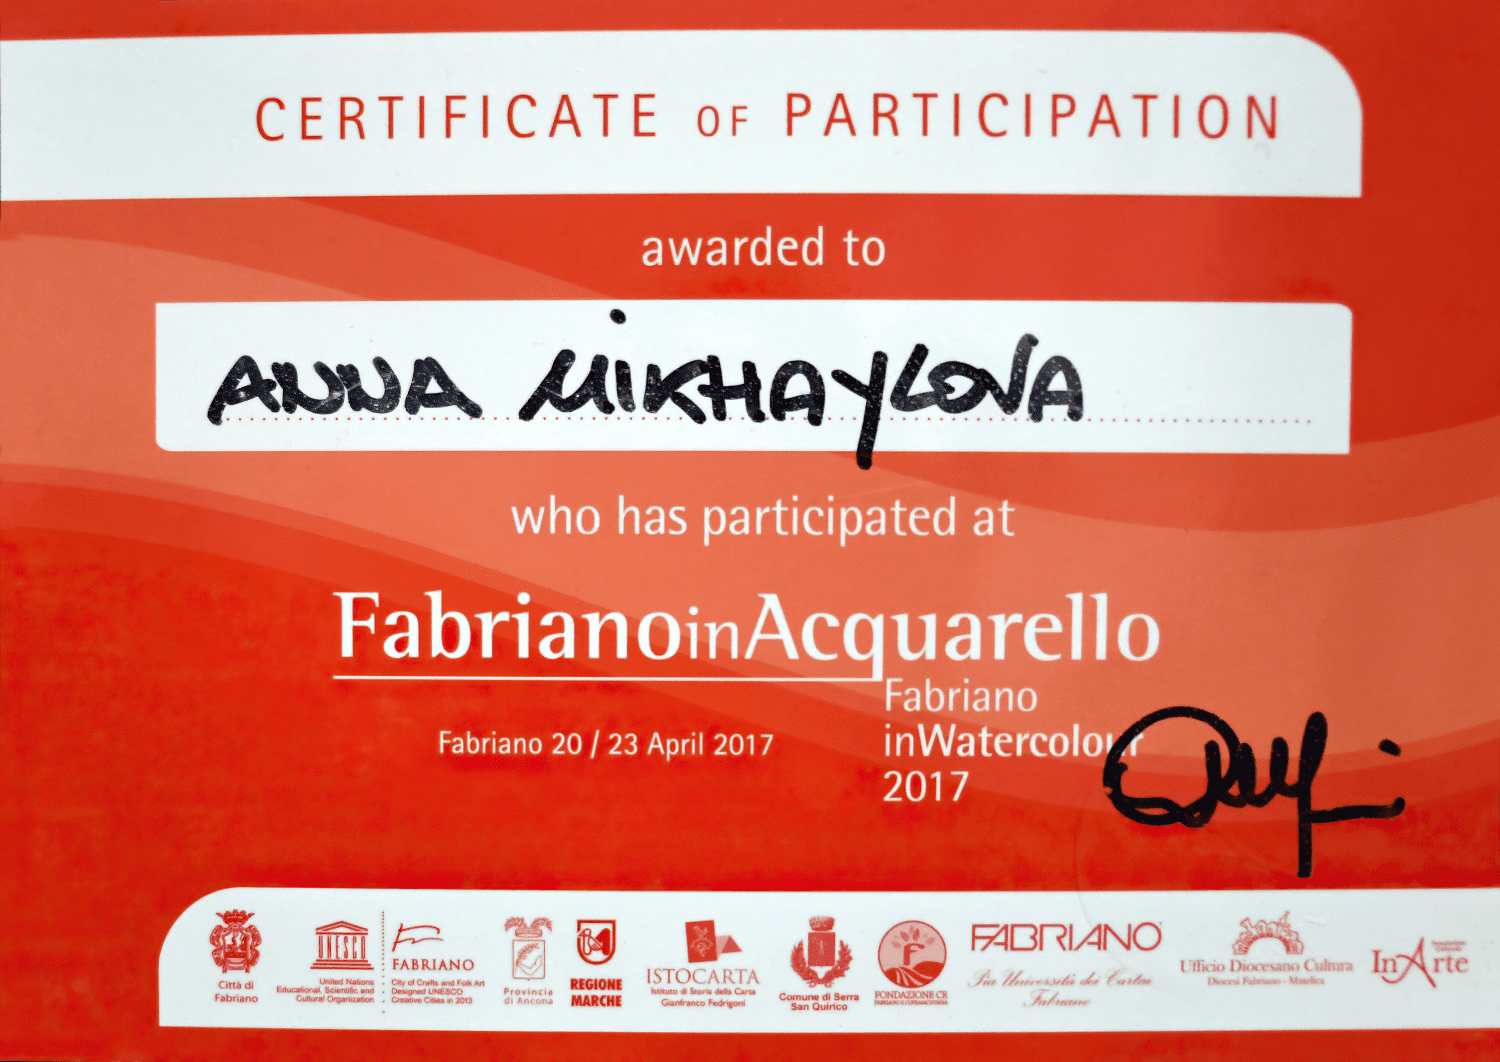 CERTIFICATE OF PARTICIPATION
awarded to
ANNA MIKHAYLOVA
who has participated at
FabrianoinAcquarello
Fabriano
inWatercolour
2017
Fabriano 20 / 23 April 2017
Città di
Fabriano
UNESCO
United Nations
Educational, Scientific and
Cultural Organization
FABRIANO
City of Crafts and Folk Art
Designed UNESCO
Creative Cities in 2013
Provincia
di Ancona
REGIONE
MARCHE
ISTOCARTA
Istituto di Storia della Carta
Gianfranco Fedrigoni
Comune di Serra
San Quirico
FONDAZIONE CR
FABRIANO
Pia Università dei Cartai
Fabriano
Ufficio Diocesano Cultura
Diocesi Fabriano - Matelica
InArte